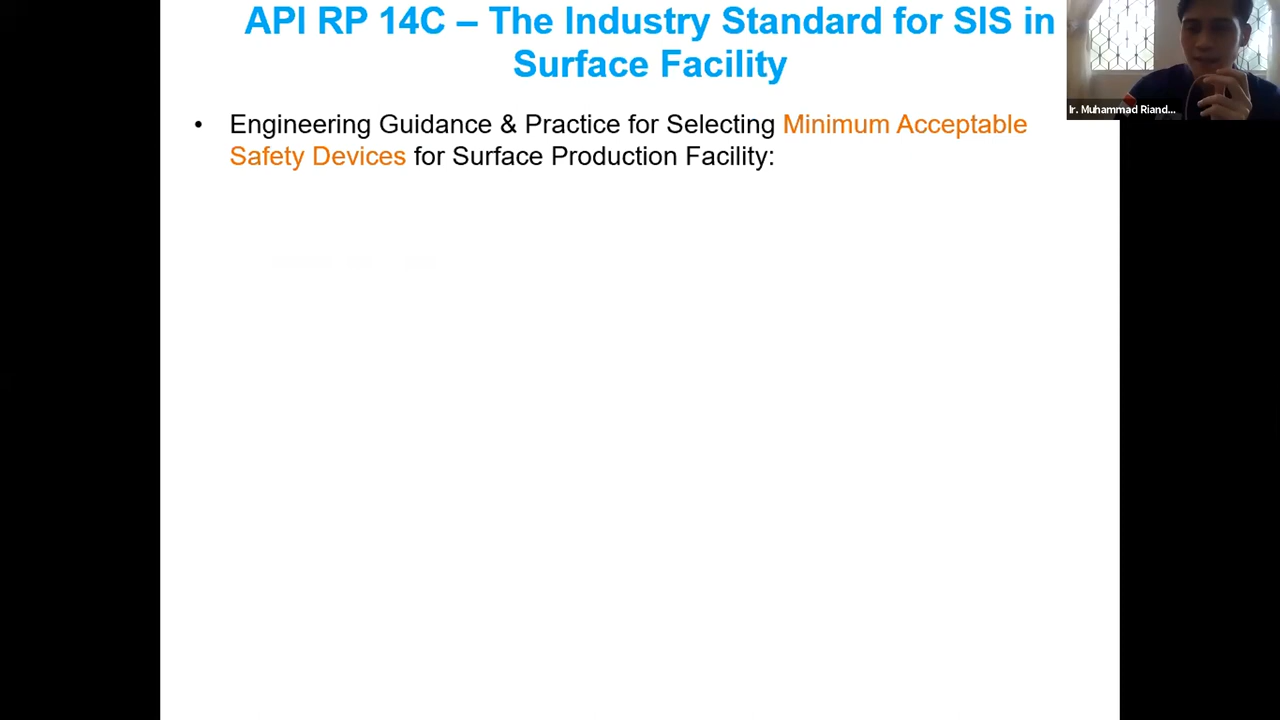 API RP 14C – The Industry Standard for SIS in
Surface Facility
Ir. Muhammad Riand...
• Engineering Guidance & Practice for Selecting Minimum Acceptable
Safety Devices for Surface Production Facility: